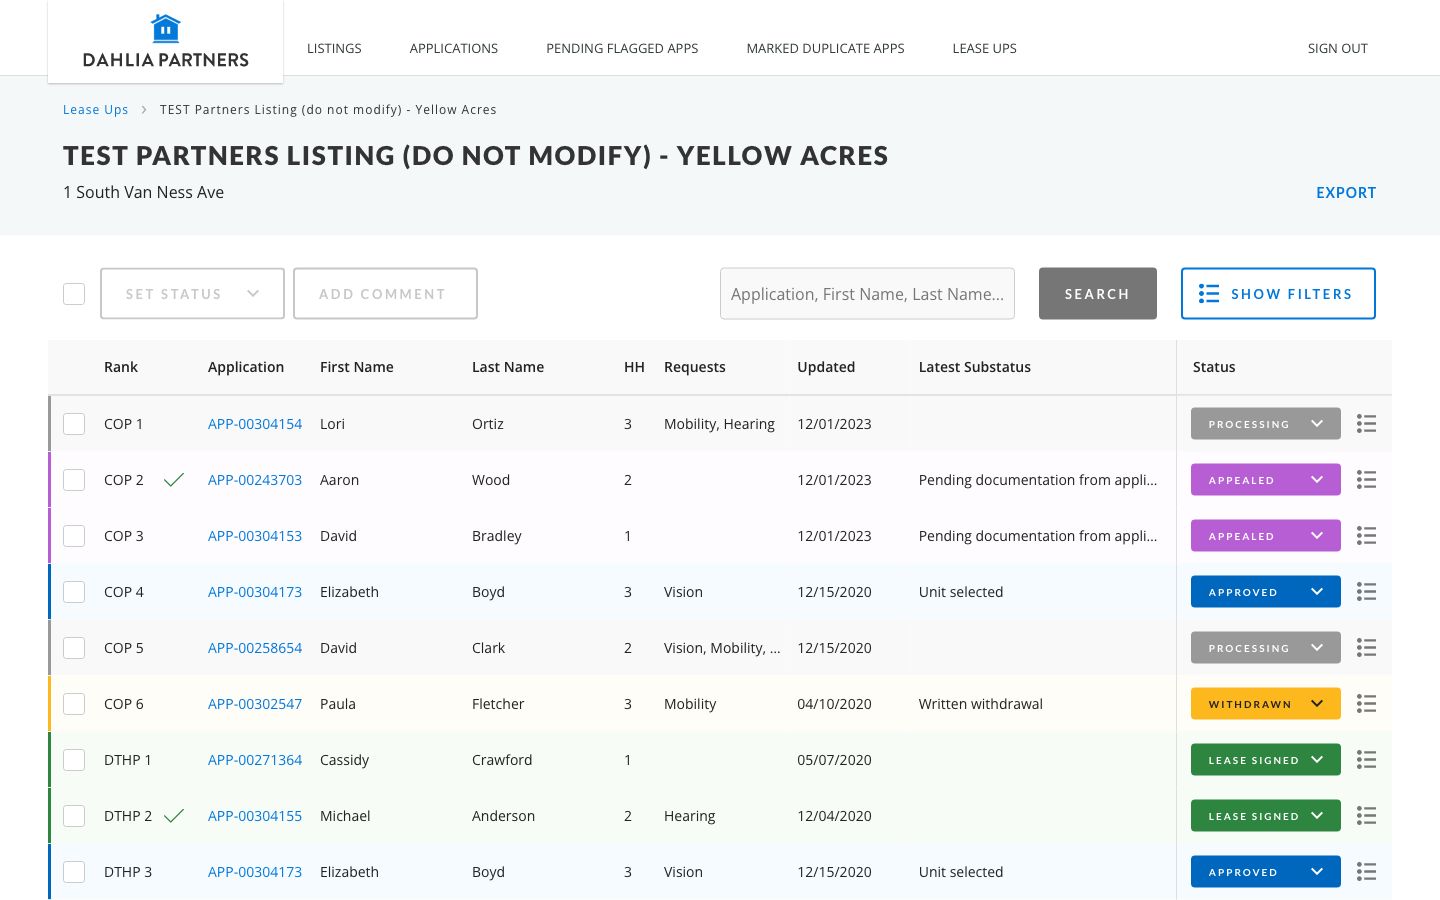 DAHLIA PARTNERS
LISTINGS APPLICATIONS PENDING FLAGGED APPS MARKED DUPLICATE APPS LEASE UPS SIGN OUT
Lease Ups > TEST Partners Listing (do not modify) - Yellow Acres
TEST PARTNERS LISTING (DO NOT MODIFY) - YELLOW ACRES
1 South Van Ness Ave EXPORT
SET STATUS ADD COMMENT Application, First Name, Last Name... SEARCH SHOW FILTERS
Rank Application First Name Last Name HH Requests Updated Latest Substatus Status
COP 1 APP-00304154 Lori Ortiz 3 Mobility, Hearing 12/01/2023 PROCESSING
COP 2 APP-00243703 Aaron Wood 2 12/01/2023 Pending documentation from appli... APPEALED
COP 3 APP-00304153 David Bradley 1 12/01/2023 Pending documentation from appli... APPEALED
COP 4 APP-00304173 Elizabeth Boyd 3 Vision 12/15/2020 Unit selected APPROVED
COP 5 APP-00258654 David Clark 2 Vision, Mobility, ... 12/15/2020 PROCESSING
COP 6 APP-00302547 Paula Fletcher 3 Mobility 04/10/2020 Written withdrawal WITHDRAWN
DTHP 1 APP-00271364 Cassidy Crawford 1 05/07/2020 LEASE SIGNED
DTHP 2 APP-00304155 Michael Anderson 2 Hearing 12/04/2020 LEASE SIGNED
DTHP 3 APP-00304173 Elizabeth Boyd 3 Vision 12/15/2020 Unit selected APPROVED